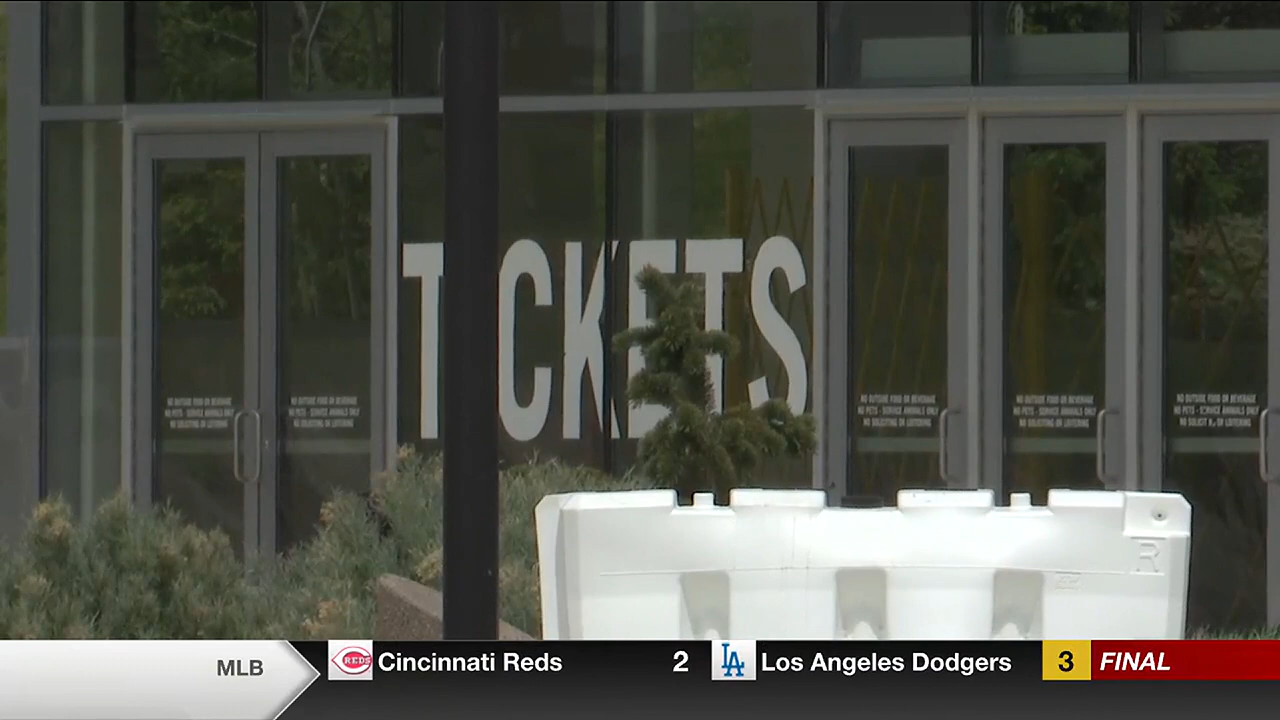 TICKETS
NO OUTSIDE FOOD OR BEVERAGE
NO PETS - SERVICE ANIMALS ONLY
NO SOLICITING OR LOITERING
NO OUTSIDE FOOD OR BEVERAGE
NO PETS - SERVICE ANIMALS ONLY
NO SOLICITING OR LOITERING
NO OUTSIDE FOOD OR BEVERAGE
NO PETS - SERVICE ANIMALS ONLY
NO SOLICITING OR LOITERING
NO OUTSIDE FOOD OR BEVERAGE
NO PETS - SERVICE ANIMALS ONLY
NO SOLICITING OR LOITERING
NO OUTSIDE FOOD OR BEVERAGE
NO PETS - SERVICE ANIMALS ONLY
NO SOLICITING OR LOITERING
R
MLB REDS Cincinnati Reds 2 LA Los Angeles Dodgers 3 FINAL